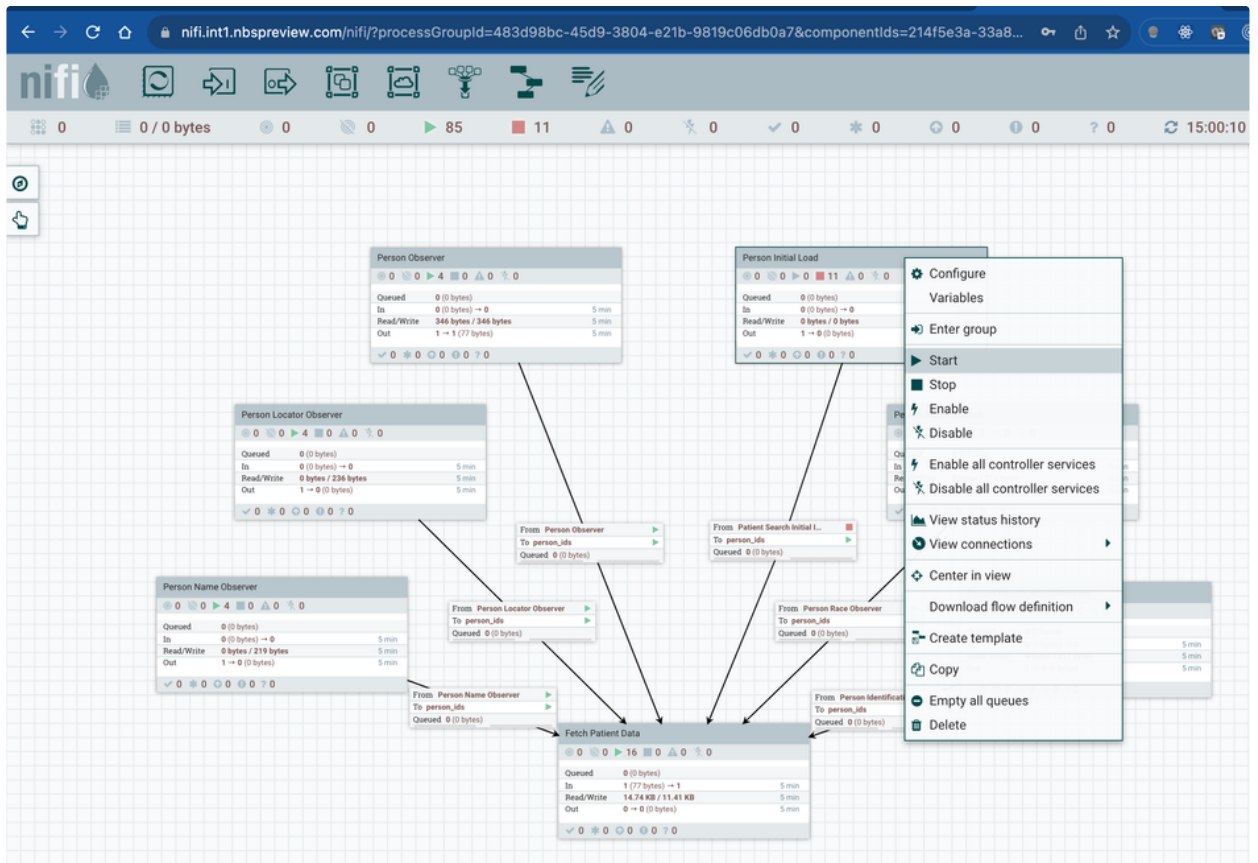 nifi.int1.nbspreview.com/nifi/?processGroupId=483d98bc-45d9-3804-e21b-9819c06db0a7&componentIds=214f5e3a-33a8...
nifi
0 0 / 0 bytes 0 0 85 11 0 0 0 0 0 0 ? 0 15:00:10
Person Observer
0 0 4 0 0 0
Queued 0 (0 bytes)
In 0 (0 bytes) → 0 5 min
Read/Write 346 bytes / 346 bytes 5 min
Out 1 → 1 (77 bytes) 5 min
0 0 0 0 ? 0
Person Initial Load
0 0 0 11 0 0
Queued 0 (0 bytes)
In 0 (0 bytes) → 0
Read/Write 0 bytes / 0 bytes
Out 1 → 0 (0 bytes)
0 0 0 0 ? 0
Configure
Variables
Enter group
Start
Stop
Enable
Disable
Enable all controller services
Disable all controller services
View status history
View connections
Center in view
Download flow definition
Create template
Copy
Empty all queues
Delete
Person Locator Observer
0 0 4 0 0 0
Queued 0 (0 bytes)
In 0 (0 bytes) → 0 5 min
Read/Write 0 bytes / 236 bytes 5 min
Out 1 → 0 (0 bytes) 5 min
0 0 0 0 ? 0
From Person Observer
To person_ids
Queued 0 (0 bytes)
From Patient Search Initial I...
To person_ids
Queued 0 (0 bytes)
Person Name Observer
0 0 4 0 0 0
Queued 0 (0 bytes)
In 0 (0 bytes) → 0 5 min
Read/Write 0 bytes / 219 bytes 5 min
Out 1 → 0 (0 bytes) 5 min
0 0 0 0 ? 0
From Person Locator Observer
To person_ids
Queued 0 (0 bytes)
From Person Race Observer
To person_ids
Queued 0 (0 bytes)
5 min
5 min
5 min
From Person Name Observer
To person_ids
Queued 0 (0 bytes)
From Person Identificati
To person_ids
Queued 0 (0 bytes)
Fetch Patient Data
0 0 16 0 0 0
Queued 0 (0 bytes)
In 1 (77 bytes) → 1 5 min
Read/Write 14.74 KB / 11.41 KB 5 min
Out 0 → 0 (0 bytes) 5 min
0 0 0 0 ? 0